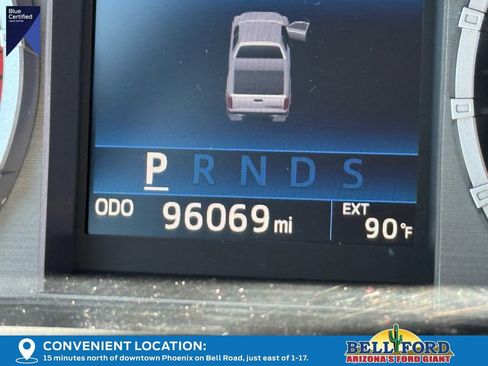 Blue
Certified
P R N D S
ODO 96069 mi
EXT
90°F
CONVENIENT LOCATION:
15 minutes north of downtown Phoenix on Bell Road, just east of 1-17.
BELL FORD
ARIZONA'S FORD GIANT